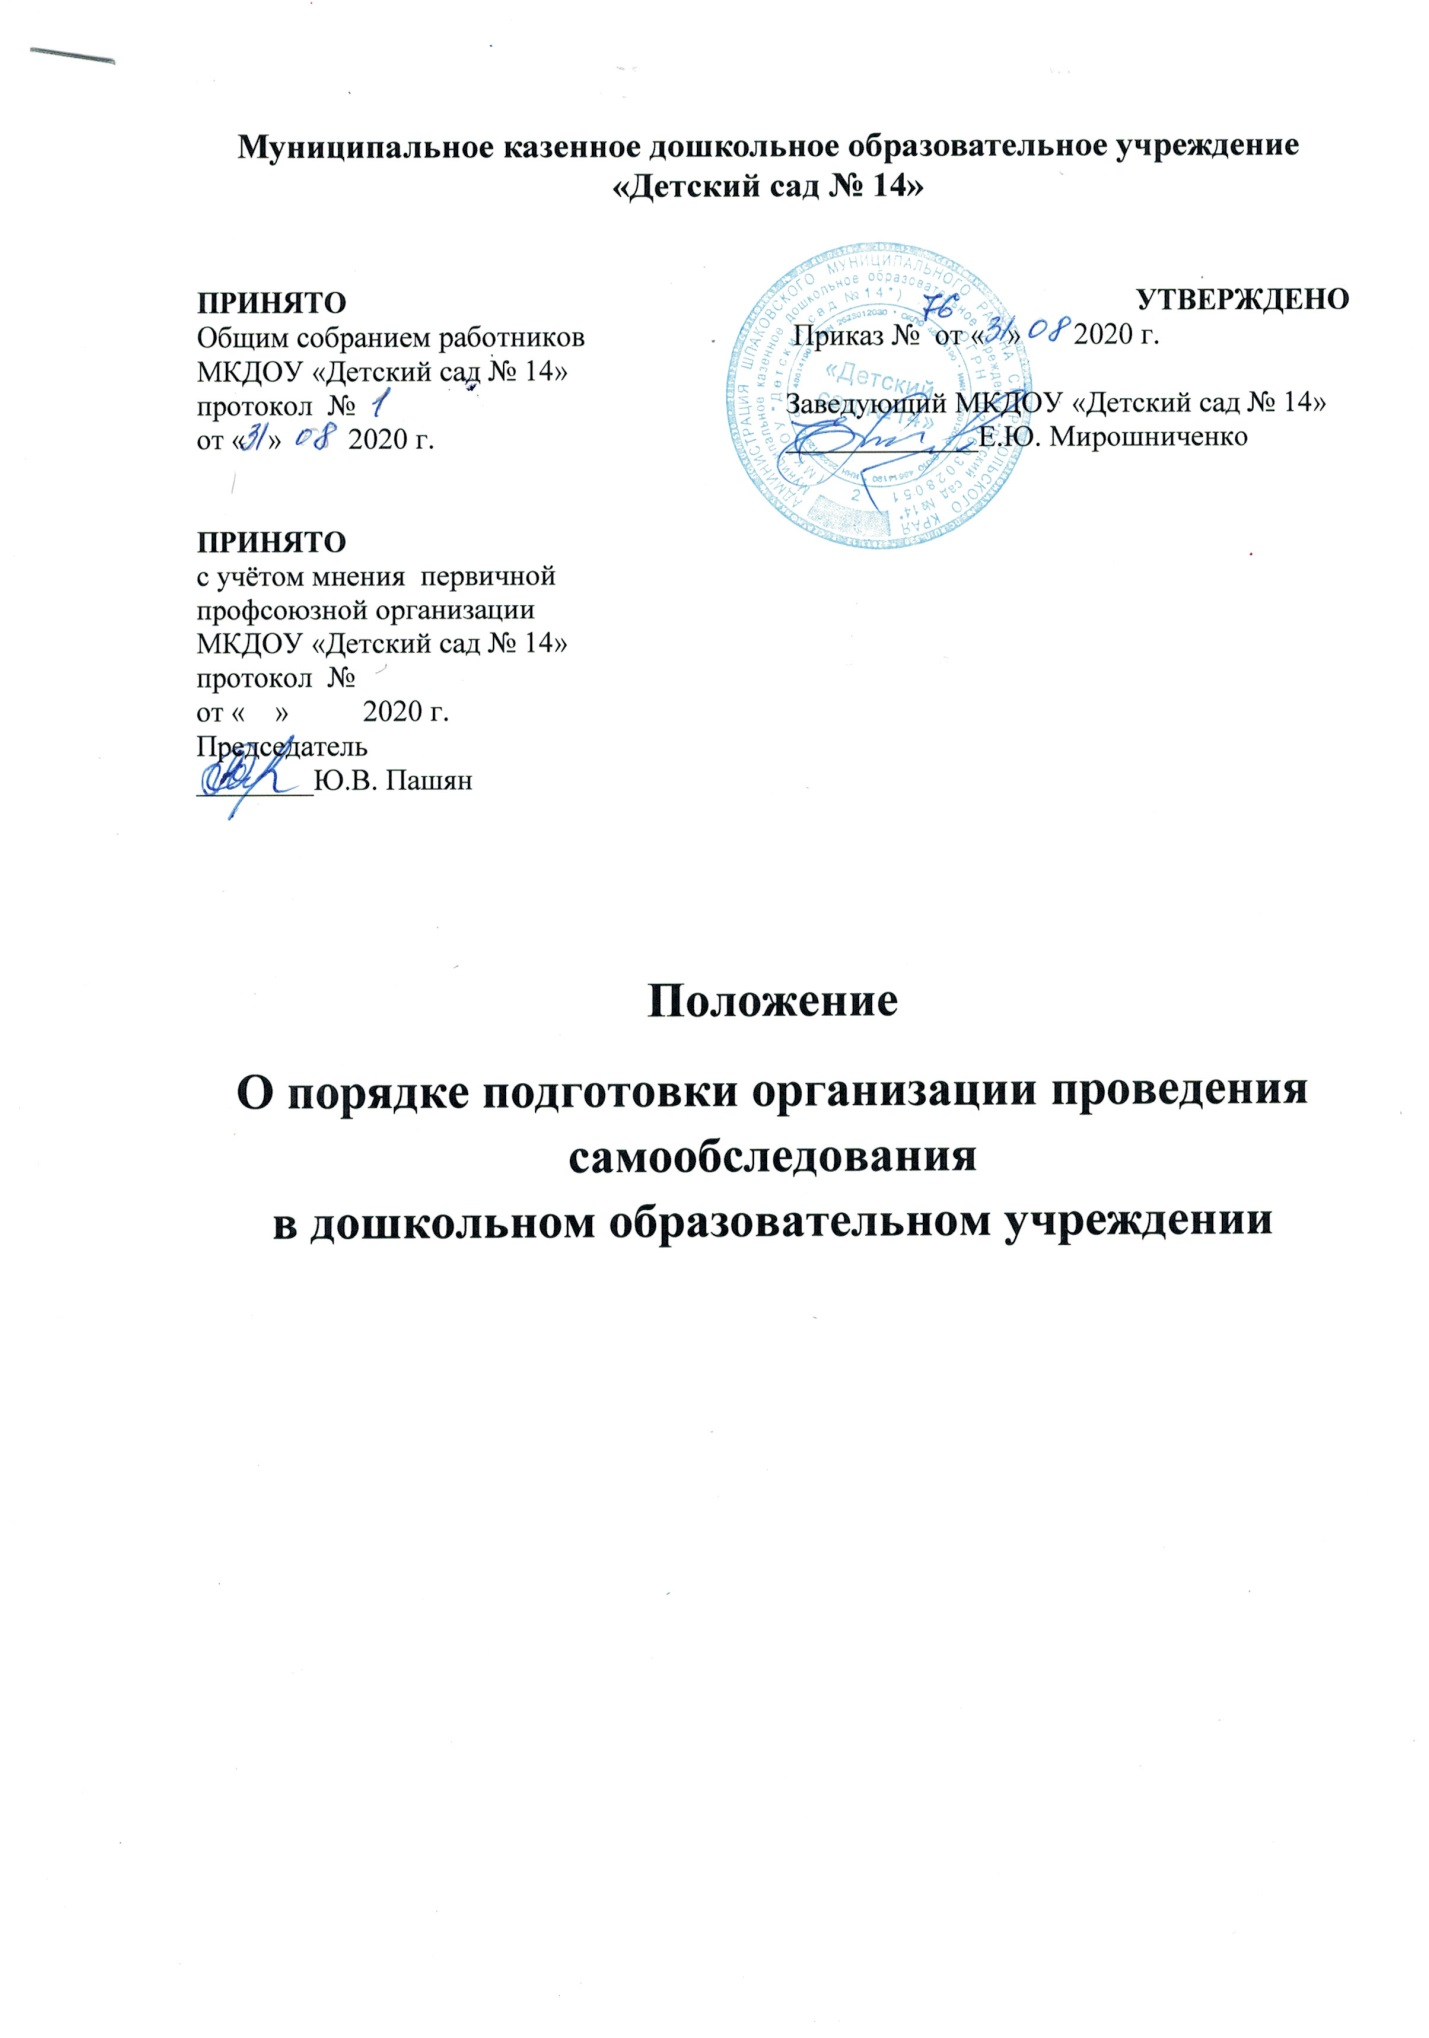 Муниципальное казенное дошкольное образовательное учреждение
«Детский сад № 14»
ПРИНЯТО
Общим собранием работников
МКДОУ «Детский сад № 14»
протокол № 1
от «31» 08 2020 г.
УТВЕРЖДЕНО
Приказ № 76 от «31» 08 2020 г.
Заведующий МКДОУ «Детский сад № 14»
Е.Ю. Мирошниченко
«Детский
ПРИНЯТО
с учётом мнения первичной
профсоюзной организации
МКДОУ «Детский сад № 14»
протокол №
от « » 2020 г.
Председатель
Ю.В. Пашян
Положение
О порядке подготовки организации проведения
самообследования
в дошкольном образовательном учреждении